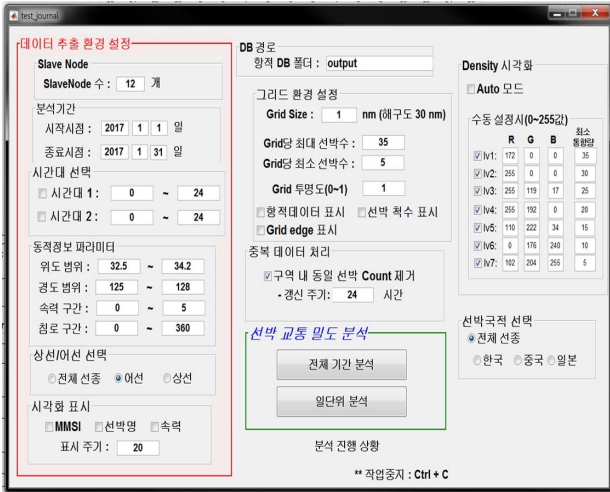 test_journal
데이터 추출 환경 설정
Slave Node
SlaveNode 수 : 12 개
분석기간
시작시점 : 2017 1 1 일
종료시점 : 2017 1 31 일
시간대 선택
시간대 1 : 0 ~ 24
시간대 2 : 0 ~ 24
동적정보 파라미터
위도 범위 : 32.5 ~ 34.2
경도 범위 : 125 ~ 128
속력 구간 : 0 ~ 5
침로 구간 : 0 ~ 360
상선/어선 선택
전체 선종 어선 상선
시각화 표시
MMSI 선박명 속력
표시 주기 : 20
DB 경로
항적 DB 폴더 : output
그리드 환경 설정
Grid Size : 1 nm (해구도 30 nm)
Grid당 최대 선박수 : 35
Grid당 최소 선박수 : 5
Grid 투명도(0~1) 1
항적데이터 표시 선박 척수 표시
Grid edge 표시
중복 데이터 처리
구역 내 동일 선박 Count 제거
- 갱신 주기: 24 시간
선박 교통 밀도 분석
전체 기간 분석
일단위 분석
분석 진행 상황
** 작업중지 : Ctrl + C
Density 시각화
Auto 모드
수동 설정시(0~255값)
R G B 최소 통항량
lv1: 172 0 0 35
lv2: 255 0 0 30
lv3: 255 119 17 25
lv4: 255 192 0 20
lv5: 110 222 34 15
lv6: 0 176 240 10
lv7: 102 204 255 5
선박국적 선택
전체 선종
한국 중국 일본